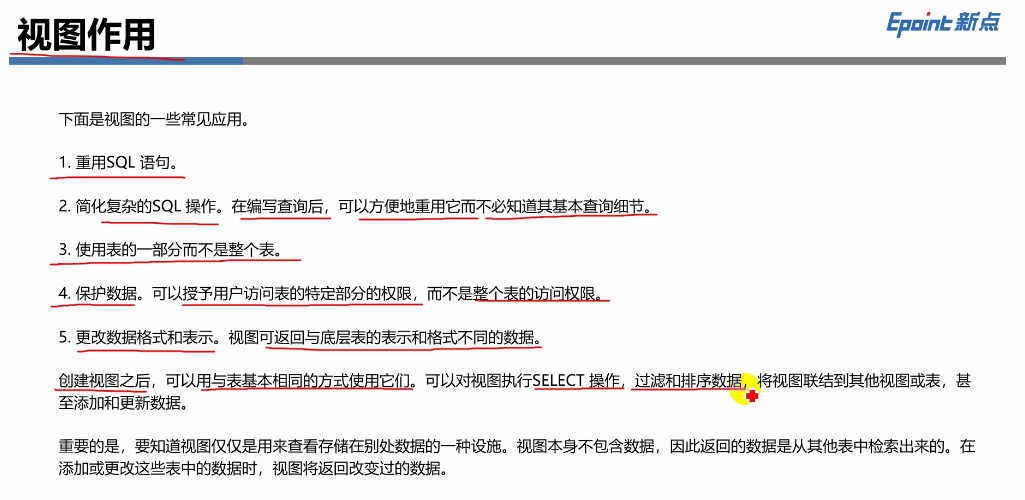 视图作用
Epoint 新点
下面是视图的一些常见应用。
1. 重用SQL 语句。
2. 简化复杂的SQL 操作。在编写查询后，可以方便地重用它而不必知道其基本查询细节。
3. 使用表的一部分而不是整个表。
4. 保护数据。可以授予用户访问表的特定部分的权限，而不是整个表的访问权限。
5. 更改数据格式和表示。视图可返回与底层表的表示和格式不同的数据。
创建视图之后，可以用与表基本相同的方式使用它们。可以对视图执行SELECT 操作，过滤和排序数据，将视图联结到其他视图或表，甚
至添加和更新数据。
重要的是，要知道视图仅仅是用来查看存储在别处数据的一种设施。视图本身不包含数据，因此返回的数据是从其他表中检索出来的。在
添加或更改这些表中的数据时，视图将返回改变过的数据。